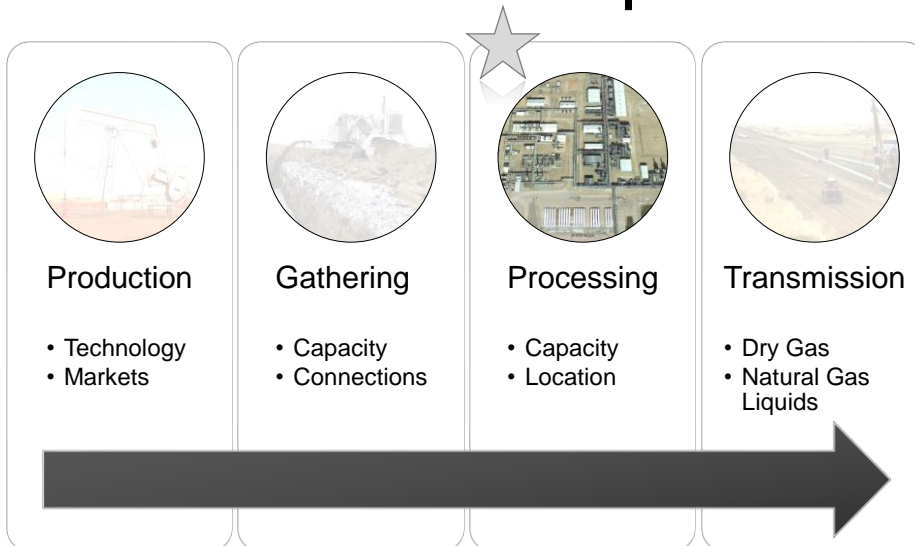 Production
• Technology
• Markets
Gathering
• Capacity
• Connections
Processing
• Capacity
• Location
Transmission
• Dry Gas
• Natural Gas
Liquids